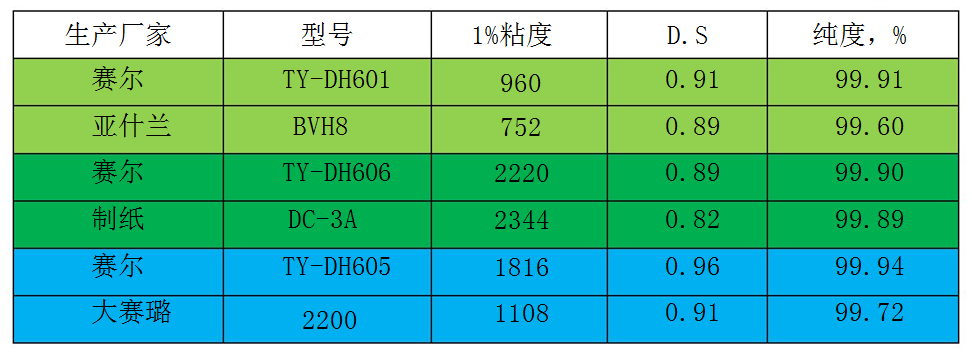 生产厂家 型号 1%粘度 D.S 纯度，%
赛尔 TY-DH601 960 0.91 99.91
亚什兰 BVH8 752 0.89 99.60
赛尔 TY-DH606 2220 0.89 99.90
制纸 DC-3A 2344 0.82 99.89
赛尔 TY-DH605 1816 0.96 99.94
大赛璐 2200 1108 0.91 99.72